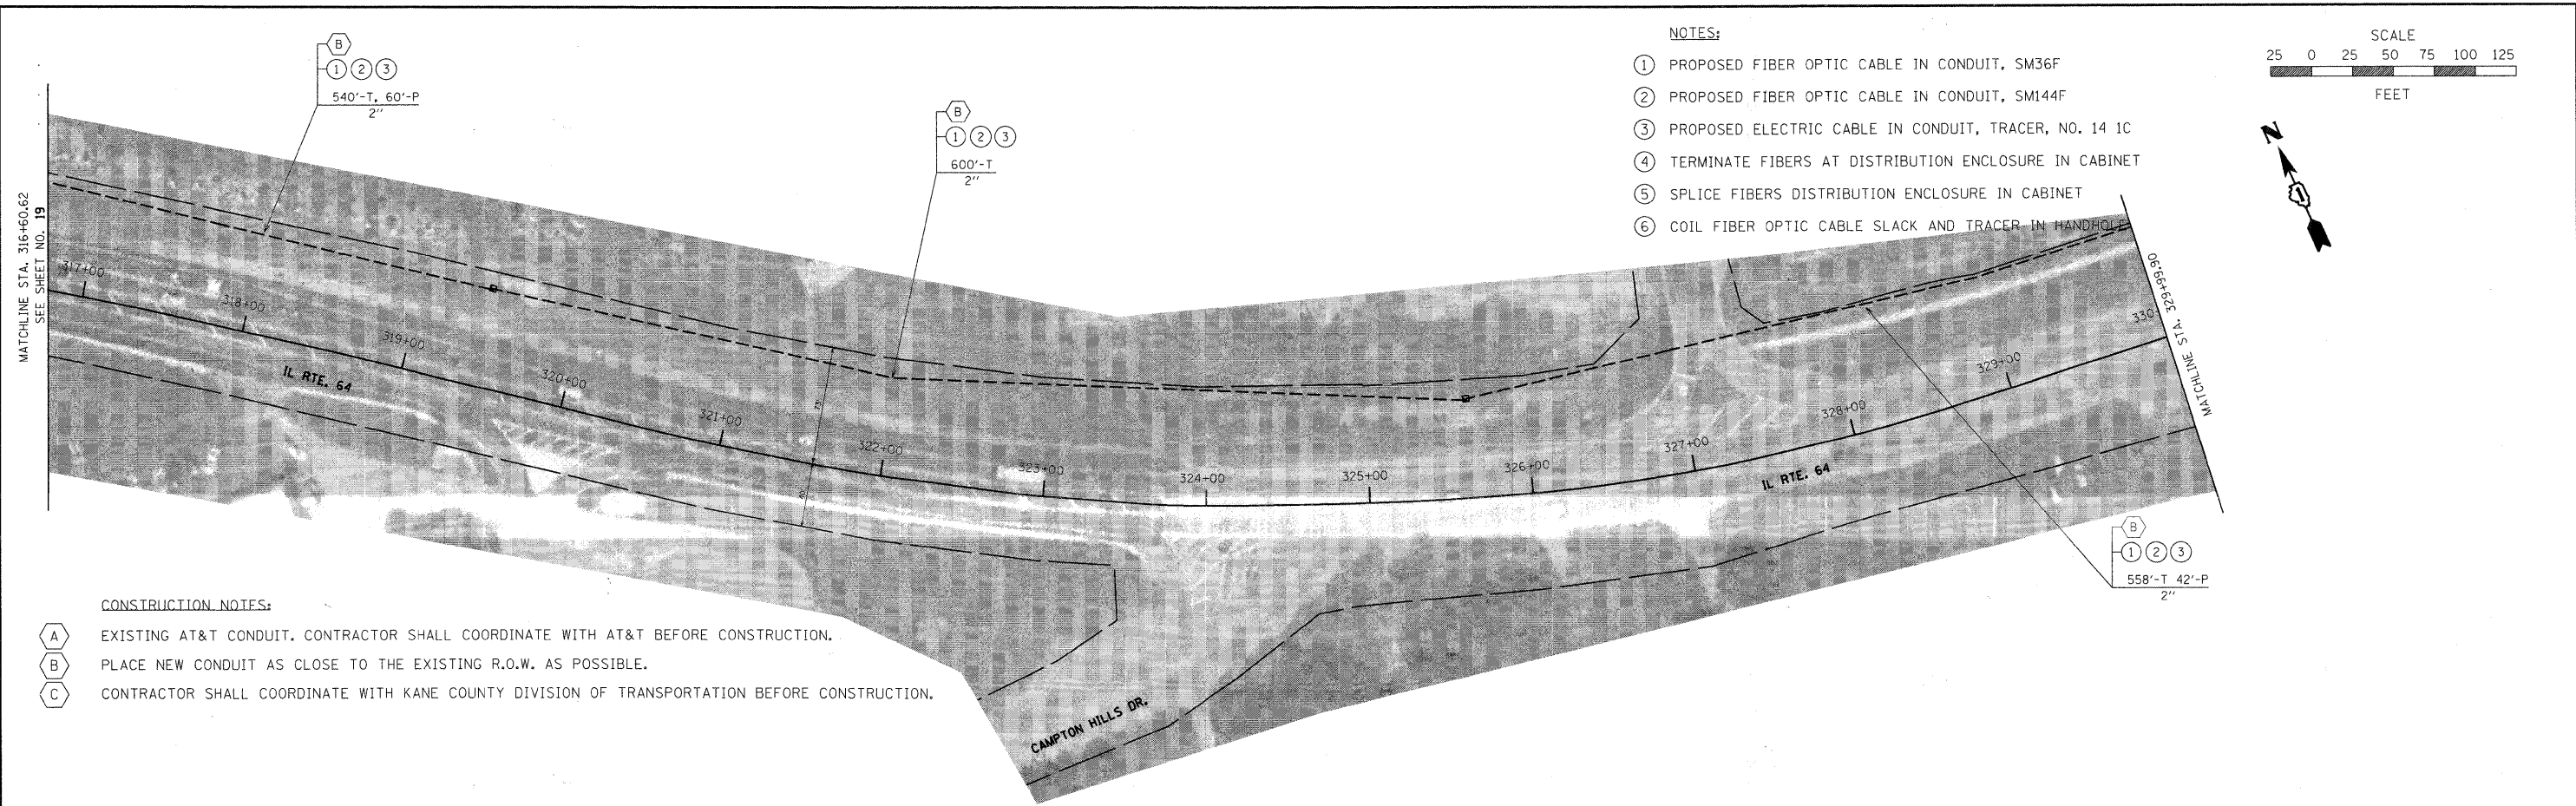 B
1 2 3
540'-T, 60'-P
2"
B
1 2 3
600'-T
2"
NOTES:
1 PROPOSED FIBER OPTIC CABLE IN CONDUIT, SM36F
2 PROPOSED FIBER OPTIC CABLE IN CONDUIT, SM144F
3 PROPOSED ELECTRIC CABLE IN CONDUIT, TRACER, NO. 14 1C
4 TERMINATE FIBERS AT DISTRIBUTION ENCLOSURE IN CABINET
5 SPLICE FIBERS DISTRIBUTION ENCLOSURE IN CABINET
6 COIL FIBER OPTIC CABLE SLACK AND TRACER IN HANDHOLE
SCALE
25 0 25 50 75 100 125
FEET
N
MATCHLINE STA. 316+60.62
SEE SHEET NO. 19
317+00
318+00
319+00
320+00
321+00
322+00
323+00
324+00
325+00
326+00
327+00
328+00
329+00
330
IL RTE. 64
IL RTE. 64
MATCHLINE STA. 329+99.90
B
1 2 3
558'-T 42'-P
2"
CAMPTON HILLS DR.
CONSTRUCTION NOTES:
A EXISTING AT&T CONDUIT. CONTRACTOR SHALL COORDINATE WITH AT&T BEFORE CONSTRUCTION.
B PLACE NEW CONDUIT AS CLOSE TO THE EXISTING R.O.W. AS POSSIBLE.
C CONTRACTOR SHALL COORDINATE WITH KANE COUNTY DIVISION OF TRANSPORTATION BEFORE CONSTRUCTION.